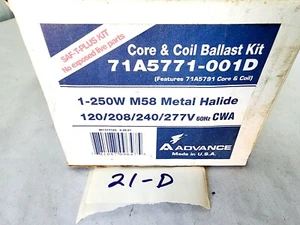 SAF-T-PLUS KIT
No exposed live parts
Core & Coil Ballast Kit
71A5771-001D
(Features 71A5791 Core & Coil)
1-250W M58 Metal Halide
120/208/240/277V 60Hz CWA
ADVANCE
Made in U.S.A.
21-D